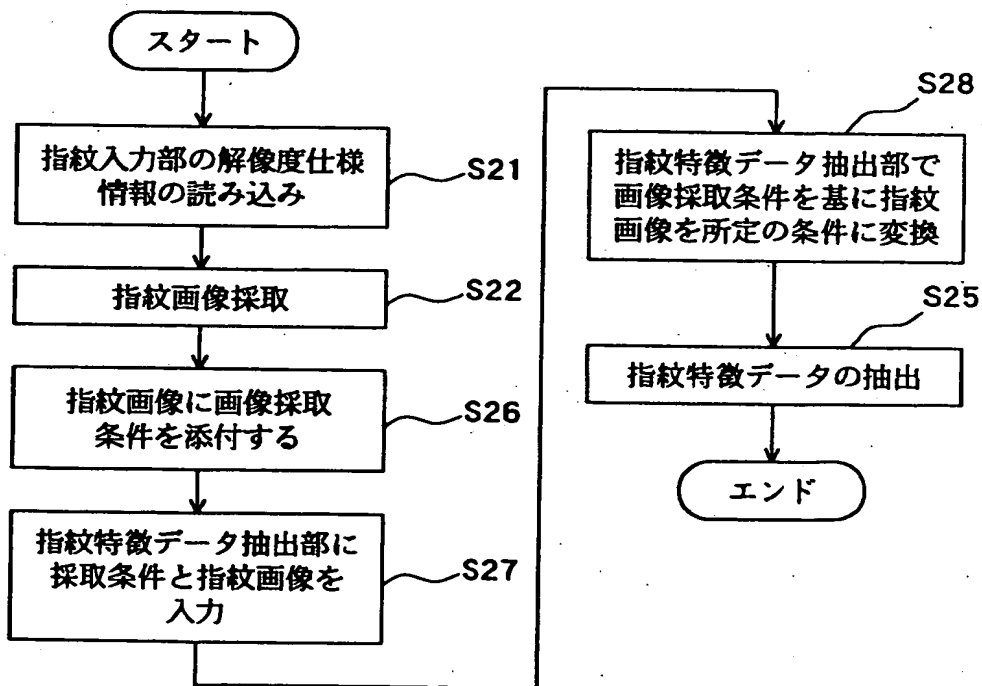 スタート
指紋入力部の解像度仕様
情報の読み込み
S21
指紋画像採取
S22
指紋画像に画像採取
条件を添付する
S26
指紋特徴データ抽出部に
採取条件と指紋画像を
入力
S27
S28
指紋特徴データ抽出部で
画像採取条件を基に指紋
画像を所定の条件に変換
S25
指紋特徴データの抽出
エンド